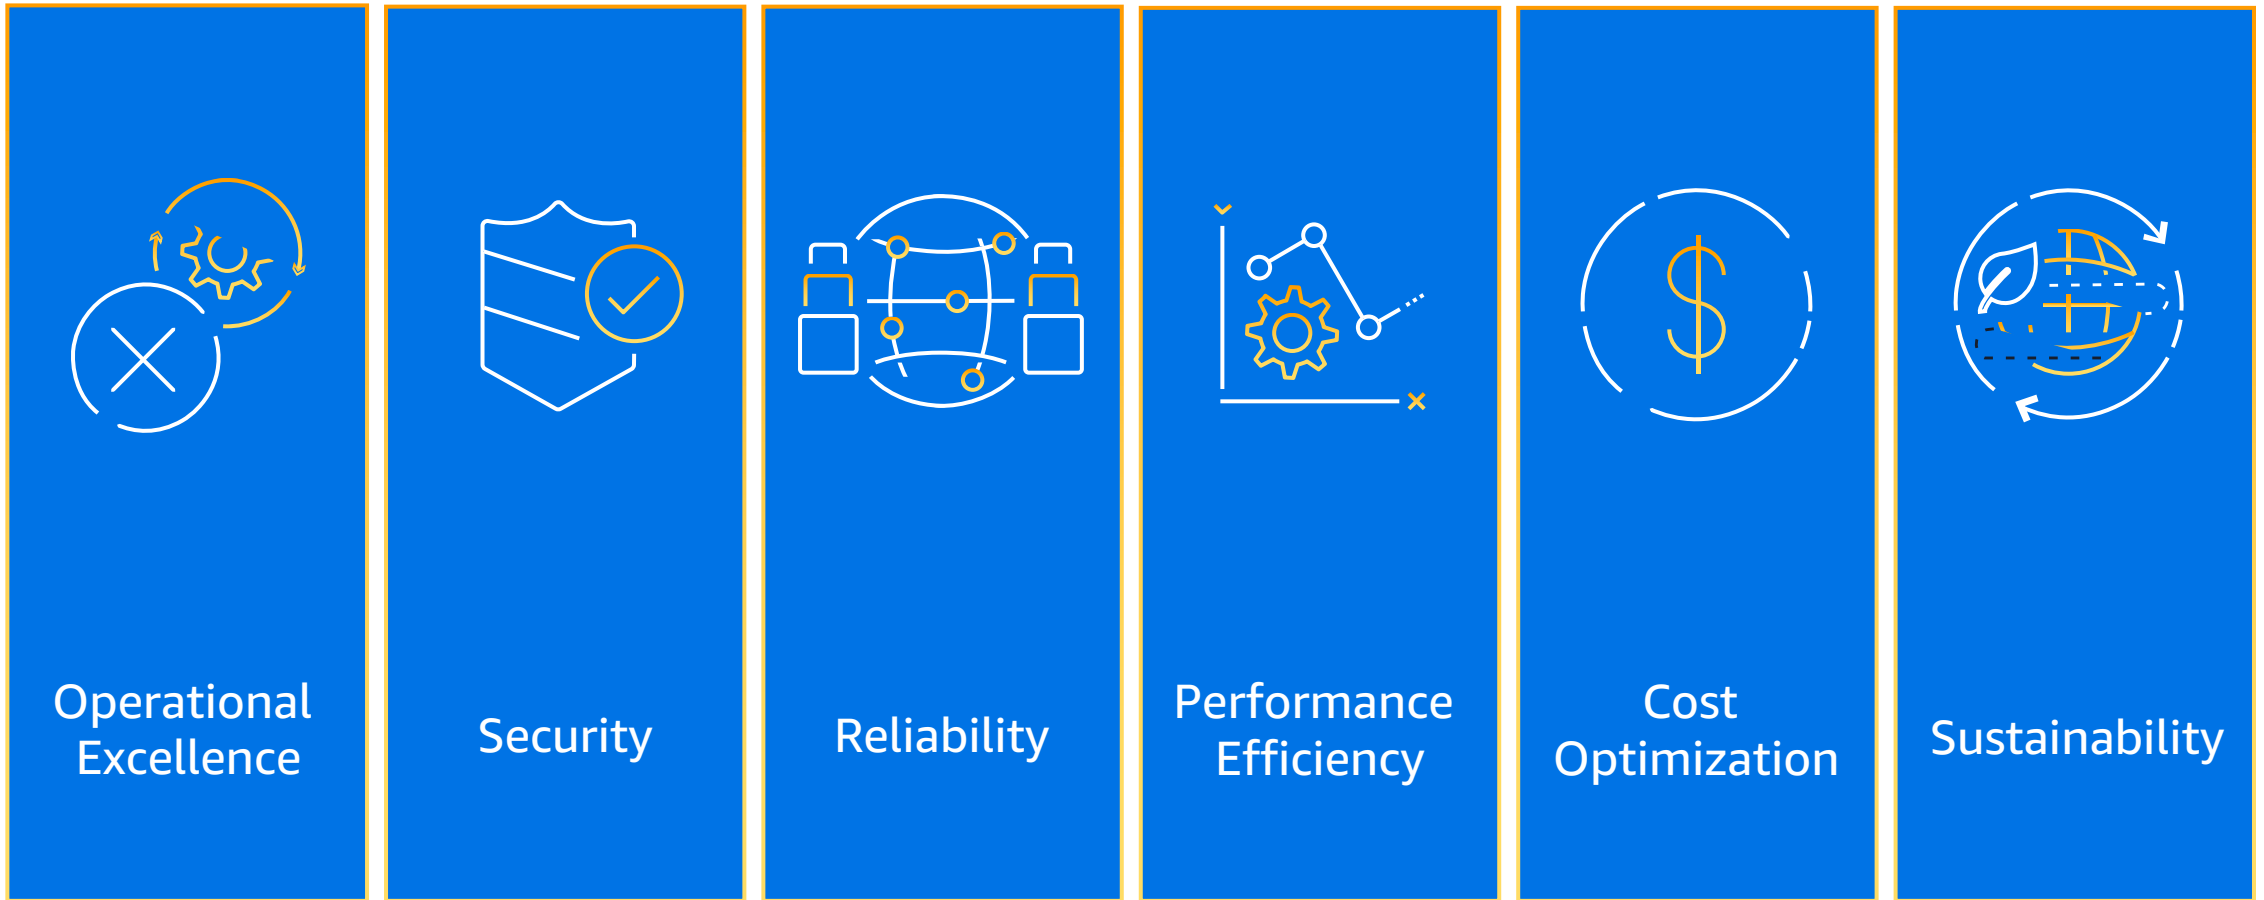 Operational
Excellence
Security
Reliability
Performance
Efficiency
Cost
Optimization
Sustainability